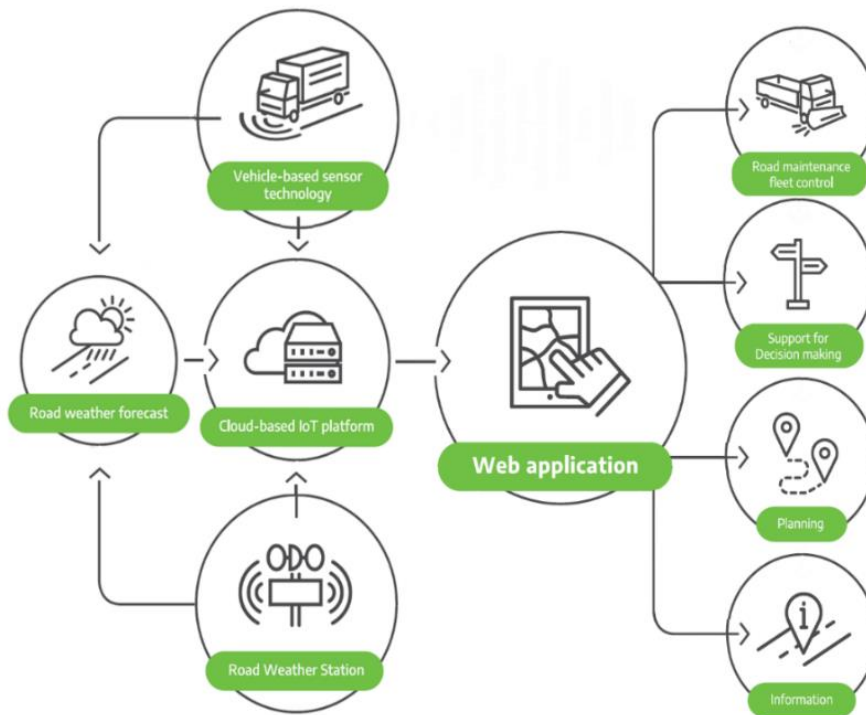 Vehicle-based sensor
technology
Road maintenance
fleet control
Road weather forecast
Cloud-based IoT platform
Support for
Decision making
Web application
Planning
ODO
Road Weather Station
i
Information